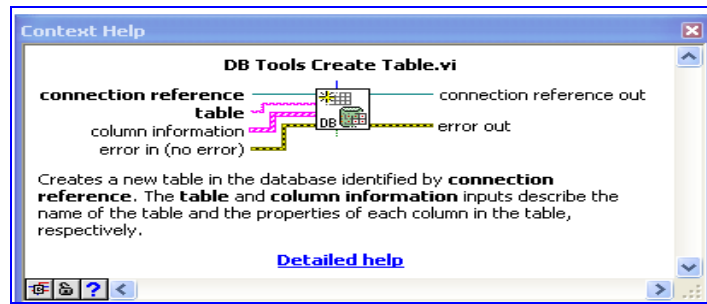 Context Help
DB Tools Create Table.vi
connection reference
connection reference out
table
column information
error out
error in (no error)
DB
Creates a new table in the database identified by connection
reference. The table and column information inputs describe the
name of the table and the properties of each column in the table,
respectively.
Detailed help
?